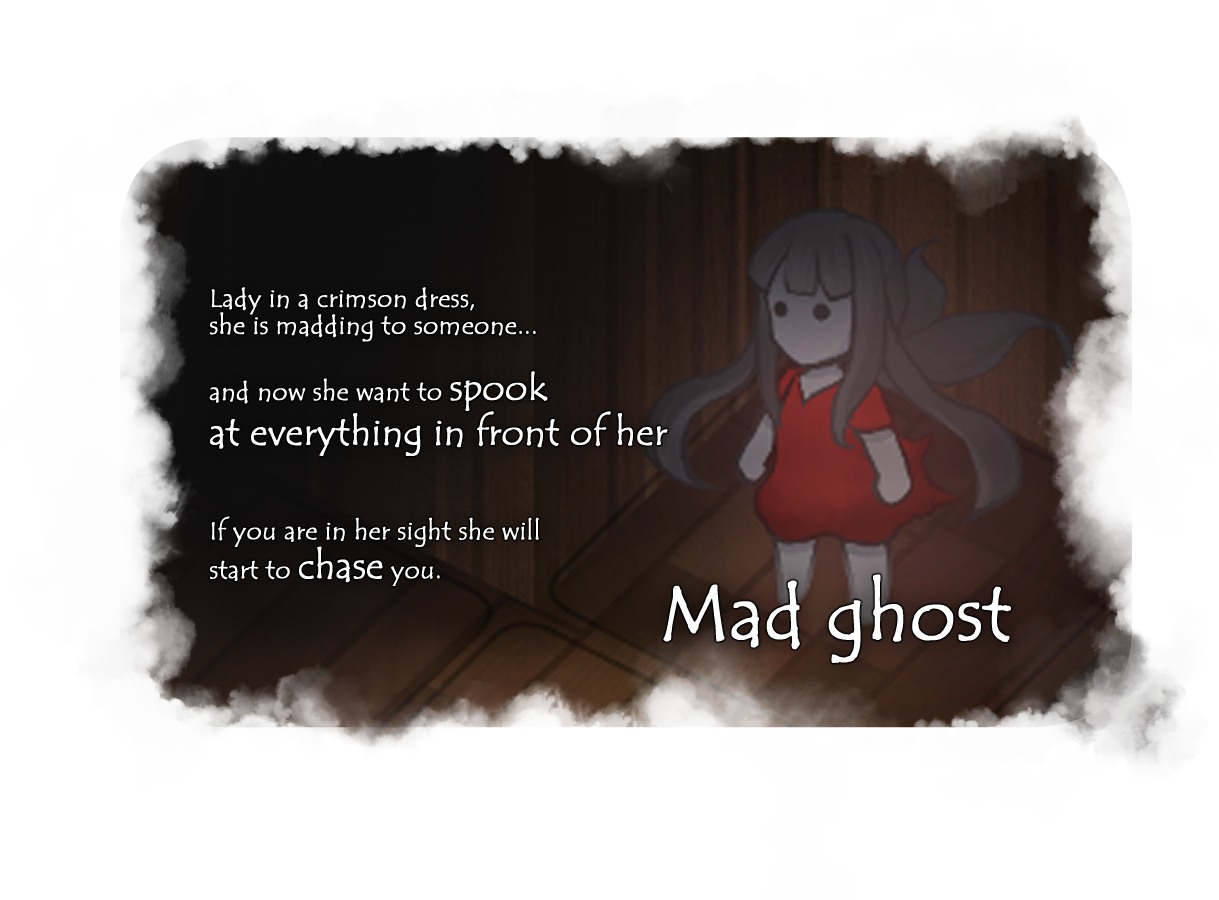 Lady in a crimson dress,
she is madding to someone...
and now she want to spook
at everything in front of her
If you are in her sight she will
start to chase you.
Mad ghost